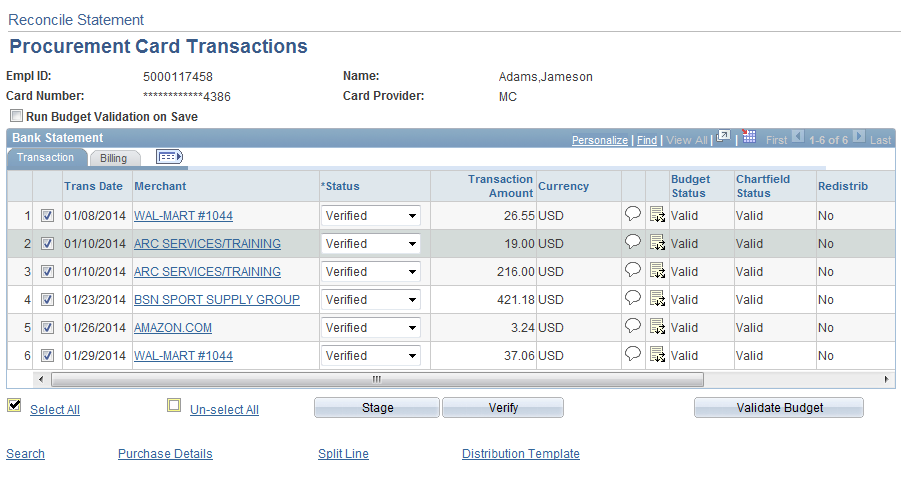 Reconcile Statement
Procurement Card Transactions
Empl ID: 5000117458 Name: Adams,Jameson
Card Number: ************4386 Card Provider: MC
Run Budget Validation on Save
Bank Statement Personalize | Find | View All | | First 1-6 of 6 Last
Transaction Billing
Trans Date Merchant *Status Transaction Amount Currency Budget Status Chartfield Status Redistrib
1 01/08/2014 WAL-MART #1044 Verified 26.55 USD Valid Valid No
2 01/10/2014 ARC SERVICES/TRAINING Verified 19.00 USD Valid Valid No
3 01/10/2014 ARC SERVICES/TRAINING Verified 216.00 USD Valid Valid No
4 01/23/2014 BSN SPORT SUPPLY GROUP Verified 421.18 USD Valid Valid No
5 01/26/2014 AMAZON.COM Verified 3.24 USD Valid Valid No
6 01/29/2014 WAL-MART #1044 Verified 37.06 USD Valid Valid No
Select All Un-select All Stage Verify Validate Budget
Search Purchase Details Split Line Distribution Template